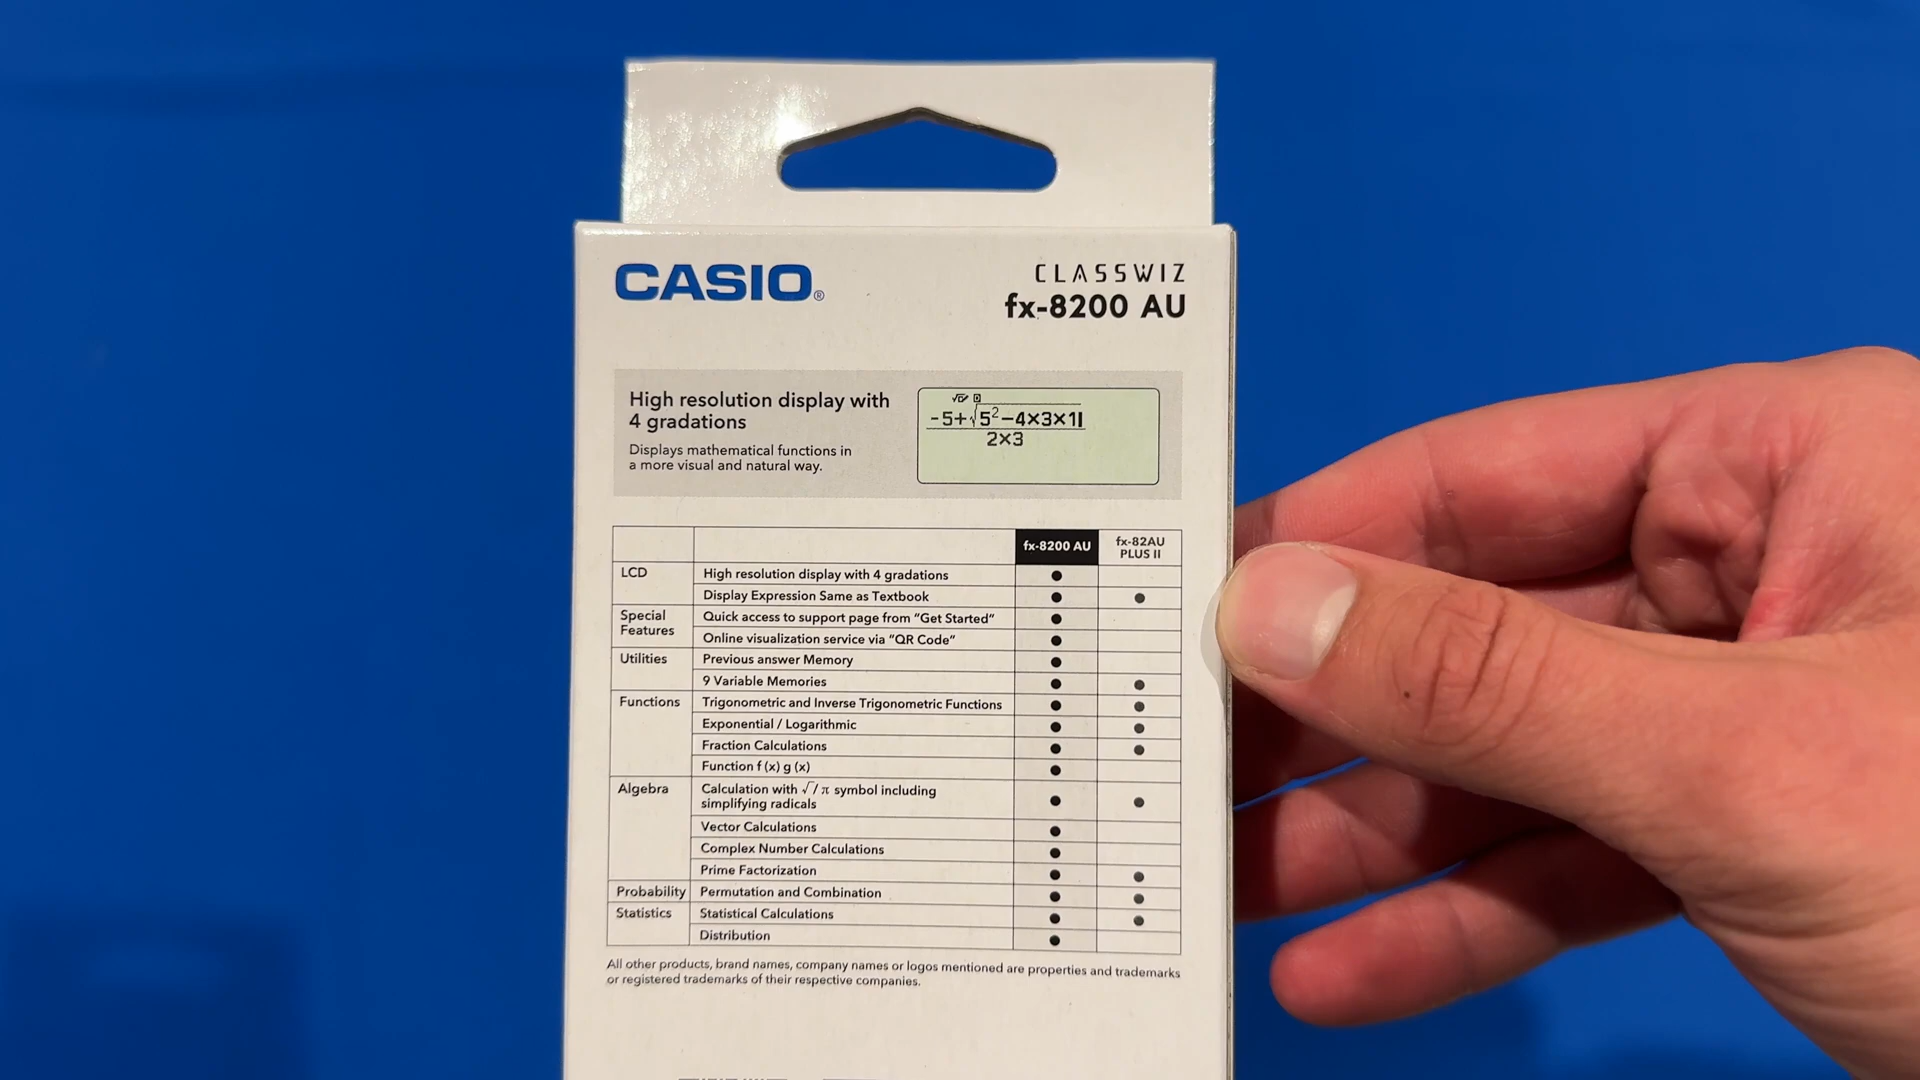 CASIO®
CLASSWIZ
fx-8200 AU
High resolution display with
4 gradations
Displays mathematical functions in
a more visual and natural way.
-5+√5²-4×3×1
2×3
fx-8200 AU
fx-82AU
PLUS II
LCD
High resolution display with 4 gradations ●
Display Expression Same as Textbook ● ●
Special
Features
Quick access to support page from “Get Started” ●
Online visualization service via “QR Code” ●
Utilities
Previous answer Memory ●
9 Variable Memories ● ●
Functions
Trigonometric and Inverse Trigonometric Functions ● ●
Exponential / Logarithmic ● ●
Fraction Calculations ● ●
Function f (x) g (x) ●
Algebra
Calculation with √ / π symbol including
simplifying radicals ● ●
Vector Calculations ●
Complex Number Calculations ●
Prime Factorization ● ●
Probability
Permutation and Combination ● ●
Statistics
Statistical Calculations ● ●
Distribution ●
All other products, brand names, company names or logos mentioned are properties and trademarks
or registered trademarks of their respective companies.